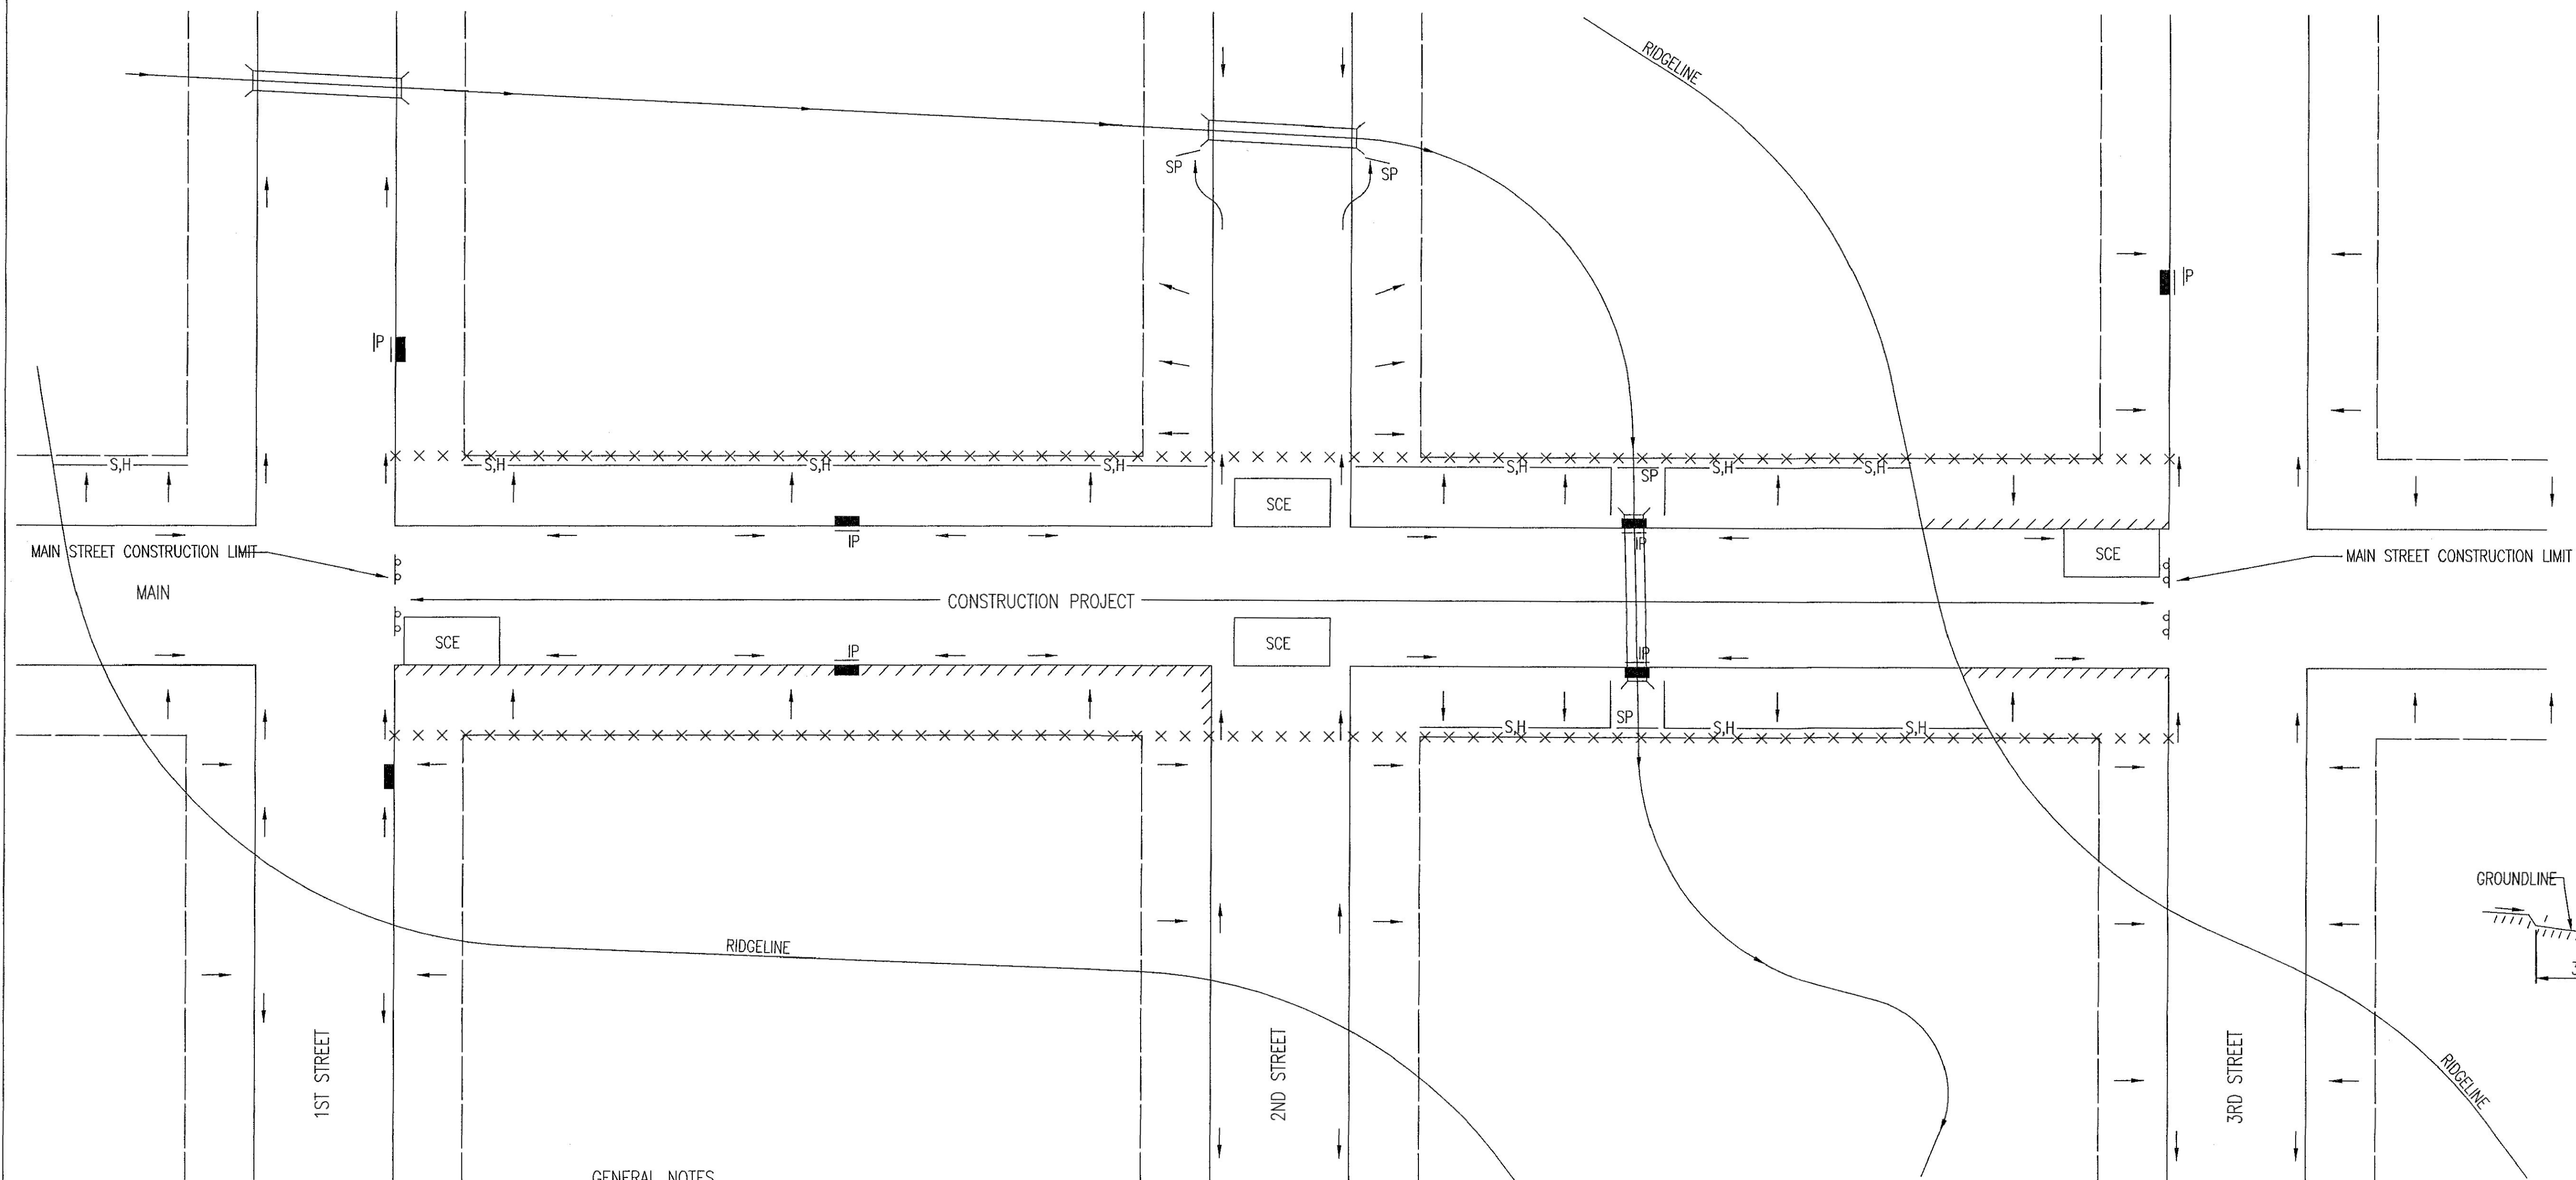 RIDGELINE
SP
SP
IP
IP
S,H
S,H
S,H
S,H
S,H
SP
S,H
S,H
SCE
MAIN STREET CONSTRUCTION LIMIT
IP
IP
SCE
MAIN STREET CONSTRUCTION LIMIT
MAIN
CONSTRUCTION PROJECT
SCE
IP
SCE
IP
SP
S,H
S,H
S,H
GROUNDLINE
RIDGELINE
1ST STREET
2ND STREET
3RD STREET
RIDGELINE
GENERAL NOTES